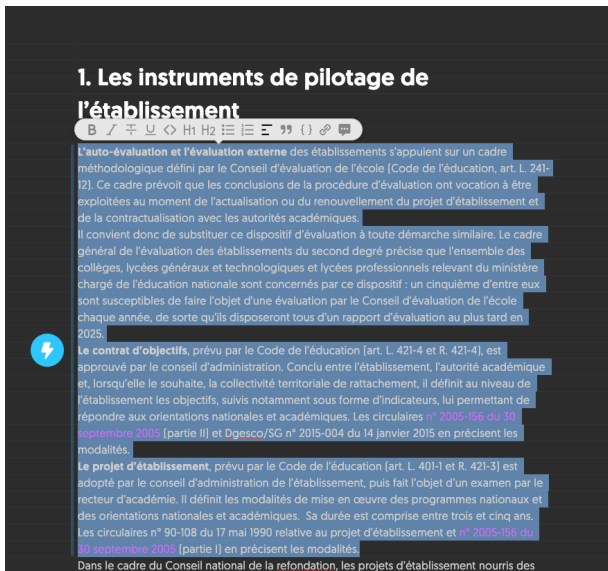 1. Les instruments de pilotage de
l'établissement
B I T U <> H1 H2 {}
L'auto-évaluation et l'évaluation externe des établissements s'appuient sur un cadre
méthodologique défini par le Conseil d'évaluation de l'école (Code de l'éducation, art. L. 241-
12). Ce cadre prévoit que les conclusions de la procédure d'évaluation ont vocation à être
exploitées au moment de l'actualisation ou du renouvellement du projet d'établissement et
de la contractualisation avec les autorités académiques.
Il convient donc de substituer ce dispositif d'évaluation à toute démarche similaire. Le cadre
général de l'évaluation des établissements du second degré précise que l'ensemble des
collèges, lycées généraux et technologiques et lycées professionnels relevant du ministère
chargé de l'éducation nationale sont concernés par ce dispositif : un cinquième d'entre eux
sont susceptibles de faire l'objet d'une évaluation par le Conseil d'évaluation de l'école
chaque année, de sorte qu'ils disposeront tous d'un rapport d'évaluation au plus tard en
2025.
Le contrat d'objectifs, prévu par le Code de l'éducation (art. L. 421-4 et R. 421-4), est
approuvé par le conseil d'administration. Conclu entre l'établissement, l'autorité académique
et, lorsqu'elle le souhaite, la collectivité territoriale de rattachement, il définit au niveau de
l'établissement les objectifs, suivis notamment sous forme d'indicateurs, lui permettant de
répondre aux orientations nationales et académiques. Les circulaires n° 2005-156 du 30
septembre 2005 (partie II) et Dgesco/SG n° 2015-004 du 14 janvier 2015 en précisent les
modalités.
Le projet d'établissement, prévu par le Code de l'éducation (art. L. 401-1 et R. 421-3) est
adopté par le conseil d'administration de l'établissement, puis fait l'objet d'un examen par le
recteur d'académie. Il définit les modalités de mise en œuvre des programmes nationaux et
des orientations nationales et académiques. Sa durée est comprise entre trois et cinq ans.
Les circulaires n° 90-108 du 17 mai 1990 relative au projet d'établissement et n° 2005-156 du
30 septembre 2005 (partie I) en précisent les modalités.
Dans le cadre du Conseil national de la refondation, les projets d'établissement nourris des